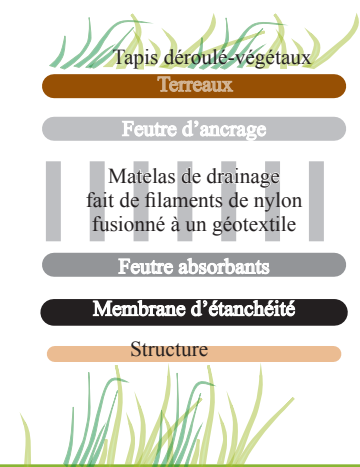 Tapis déroulé-végétaux
Terreaux
Feutre d'ancrage
Matelas de drainage
fait de filaments de nylon
fusionné à un géotextile
Feutre absorbants
Membrane d'étanchéité
Structure